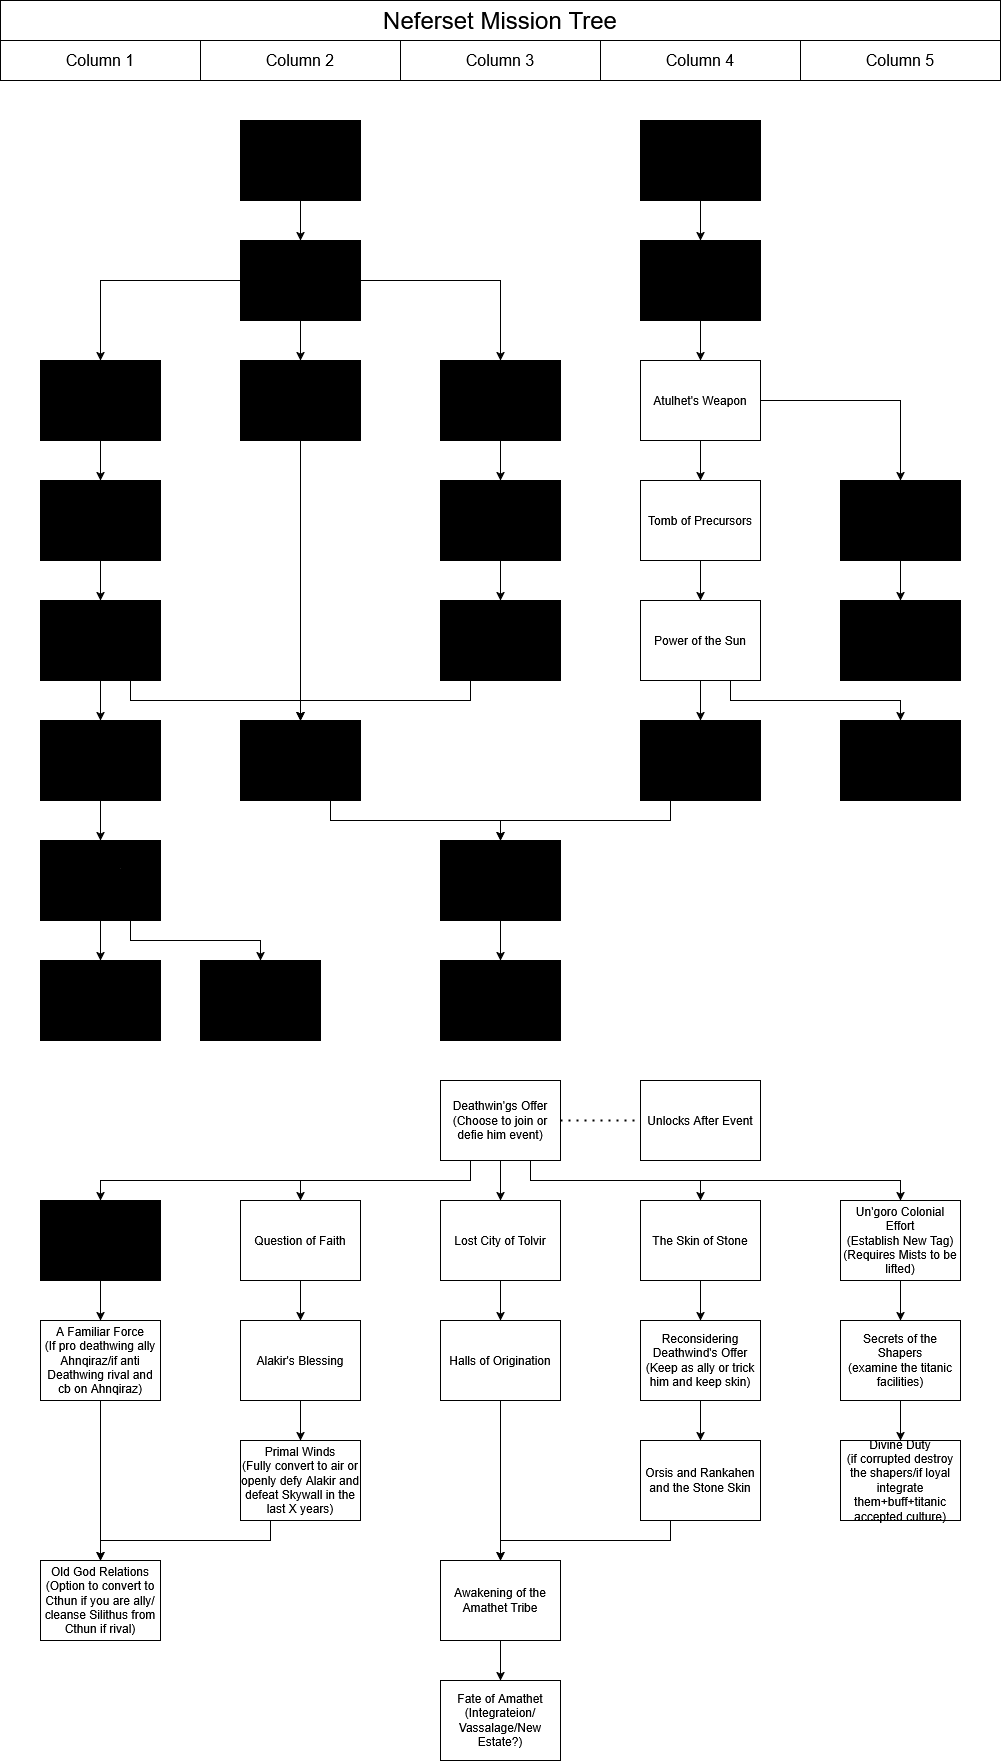 Neferset Mission Tree
Column 1
Column 2
Column 3
Column 4
Column 5
Atulhet's Weapon
Tomb of Precursors
Power of the Sun
Deathwin'gs Offer
(Choose to join or
defie him event)
Unlocks After Event
Question of Faith
Lost City of Tolvir
The Skin of Stone
Un'goro Colonial
Effort
(Establish New Tag)
(Requires Mists to be
lifted)
A Familiar Force
(If pro deathwing ally
Ahnqiraz/if anti
Deathwing rival and
cb on Ahnqiraz)
Alakir's Blessing
Halls of Origination
Reconsidering
Deathwind's Offer
(Keep as ally or trick
him and keep skin)
Secrets of the
Shapers
(examine the titanic
facilities)
Primal Winds
(Fully convert to air or
openly defy Alakir and
defeat Skywall in the
last X years)
Orsis and Rankahen
and the Stone Skin
Divine Duty
(if corrupted destroy
the shapers/if loyal
integrate
them+buff+titanic
accepted culture)
Old God Relations
(Option to convert to
Cthun if you are ally/
cleanse Silithus from
Cthun if rival)
Awakening of the
Amathet Tribe
Fate of Amathet
(Integrateion/
Vassalage/New
Estate?)